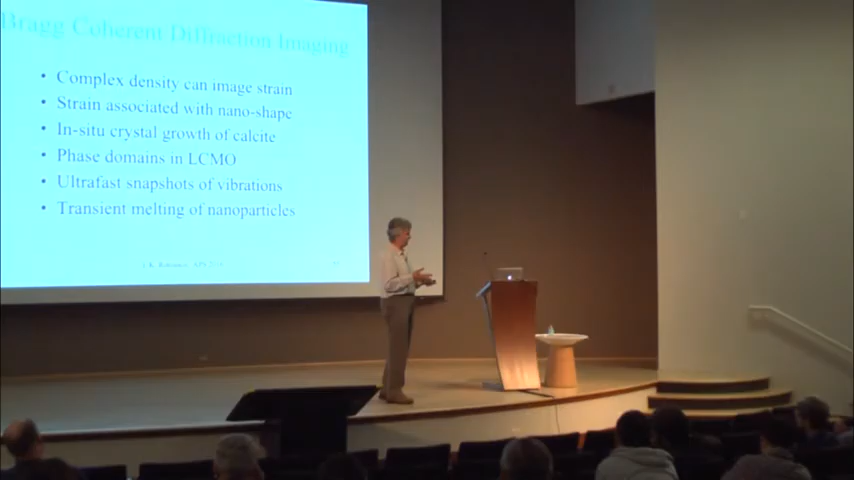 Bragg Coherent Diffraction Imaging
• Complex density can image strain
• Strain associated with nano-shape
• In-situ crystal growth of calcite
• Phase domains in LCMO
• Ultrafast snapshots of vibrations
• Transient melting of nanoparticles